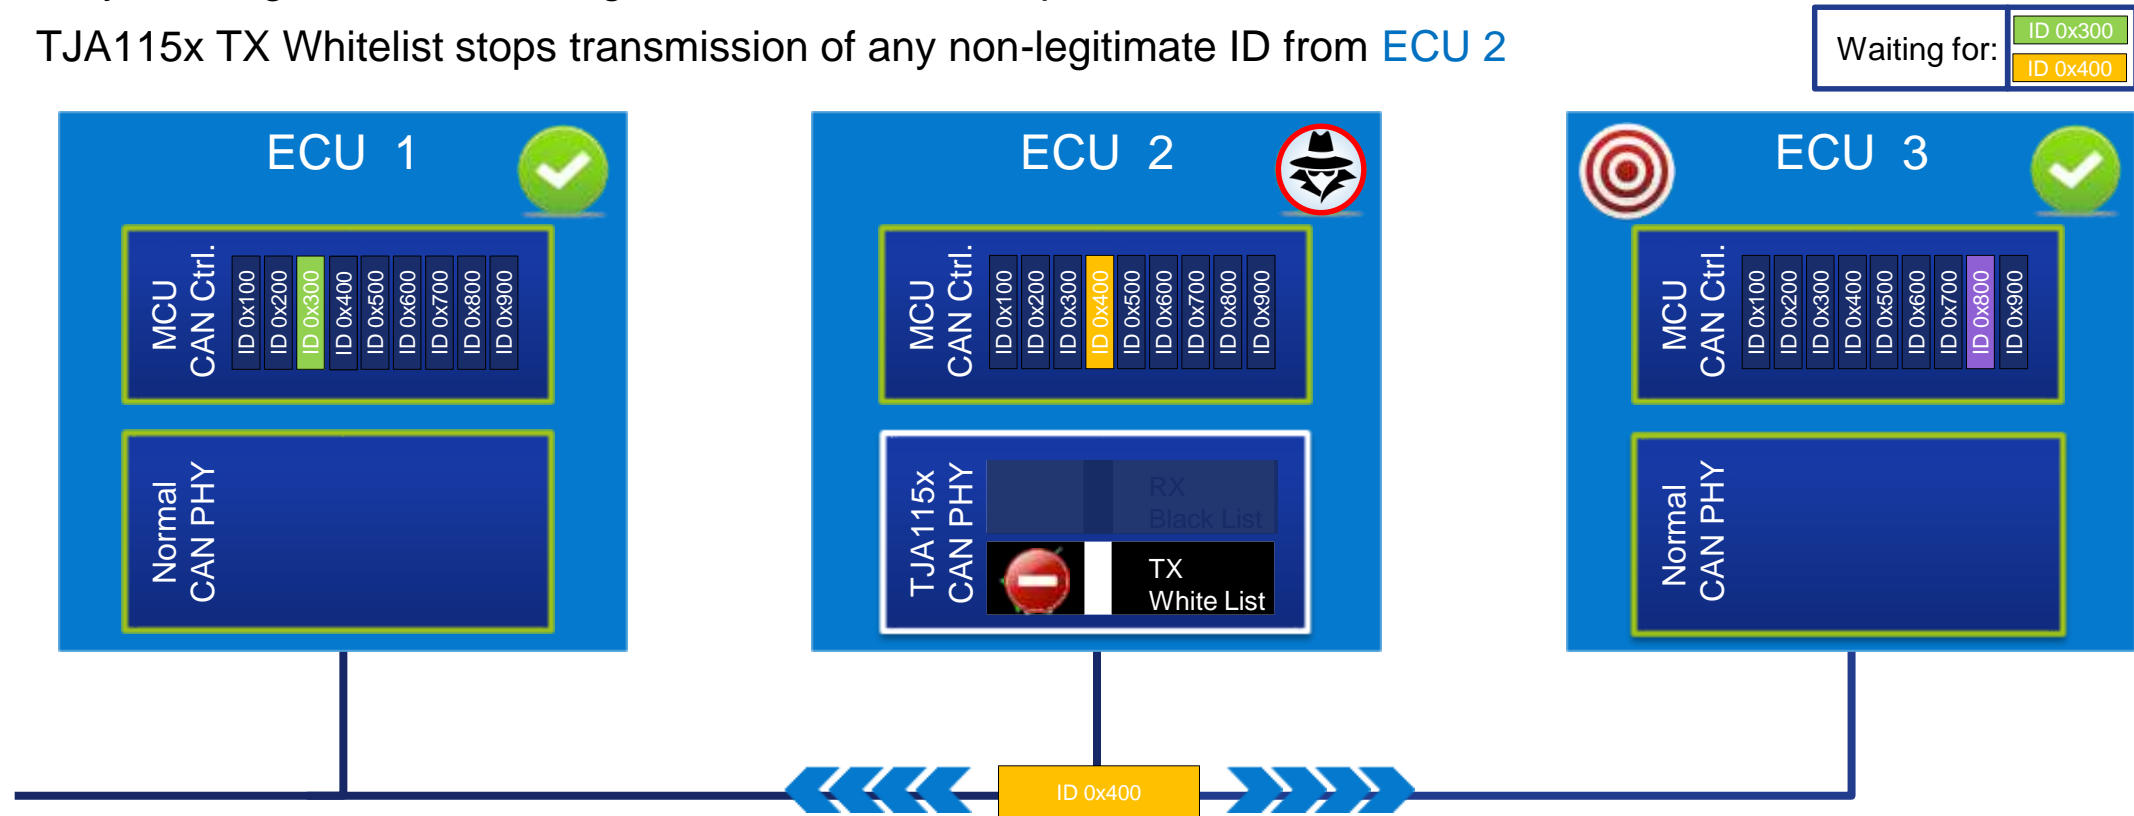 TJA115x TX Whitelist stops transmission of any non-legitimate ID from ECU 2
Waiting for:
ID 0x300
ID 0x400
ECU 1
MCU
CAN Ctrl.
ID 0x100
ID 0x200
ID 0x300
ID 0x400
ID 0x500
ID 0x600
ID 0x700
ID 0x800
ID 0x900
Normal
CAN PHY
ECU 2
MCU
CAN Ctrl.
ID 0x100
ID 0x200
ID 0x300
ID 0x400
ID 0x500
ID 0x600
ID 0x700
ID 0x800
ID 0x900
TJA115x
CAN PHY
RX
Black List
TX
White List
ECU 3
MCU
CAN Ctrl.
ID 0x100
ID 0x200
ID 0x300
ID 0x400
ID 0x500
ID 0x600
ID 0x700
ID 0x800
ID 0x900
Normal
CAN PHY
ID 0x400